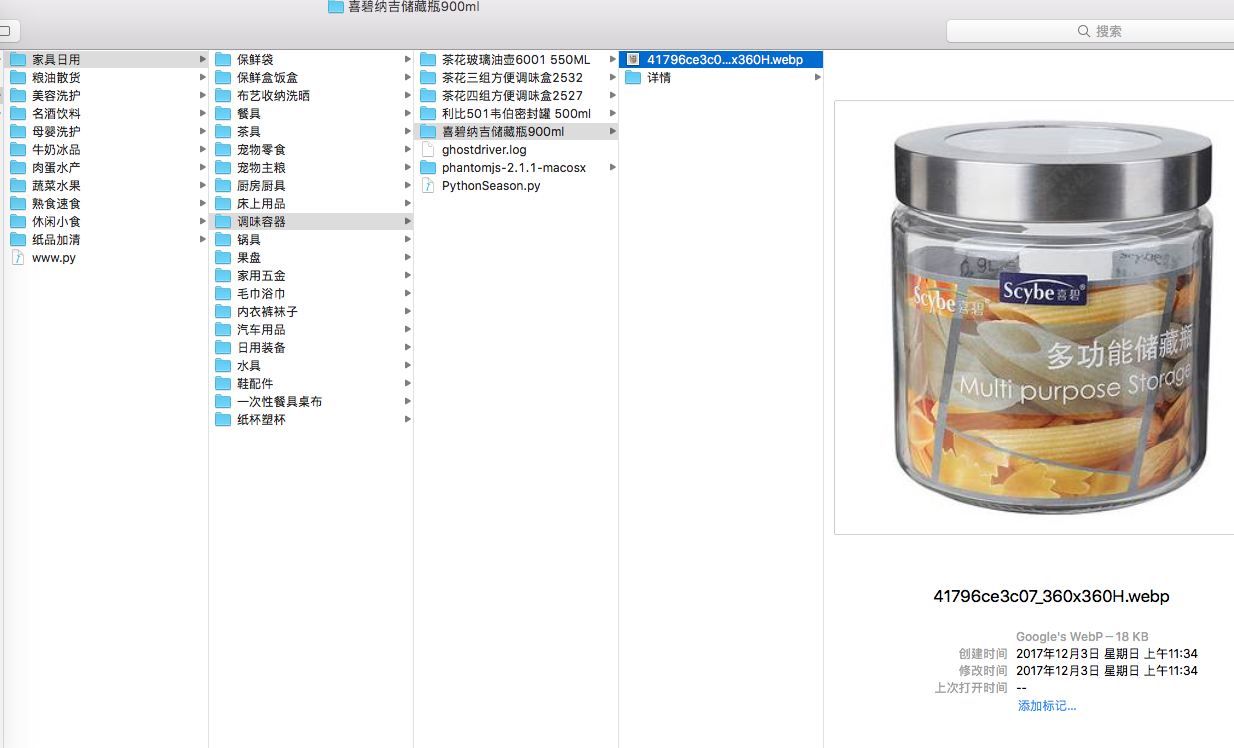 喜碧纳吉储藏瓶900ml
搜索
家具日用
粮油散货
美容洗护
名酒饮料
母婴洗护
牛奶冰品
肉蛋水产
蔬菜水果
熟食速食
休闲小食
纸品加清
www.py
保鲜袋
保鲜盒饭盒
布艺收纳洗晒
餐具
茶具
宠物零食
宠物主粮
厨房厨具
床上用品
调味容器
锅具
果盘
家用五金
毛巾浴巾
内衣裤袜子
汽车用品
日用装备
水具
鞋配件
一次性餐具桌布
纸杯塑杯
茶花玻璃油壶6001 550ML
茶花三组方便调味盒2532
茶花四组方便调味盒2527
利比501韦伯密封罐 500ml
喜碧纳吉储藏瓶900ml
ghostdriver.log
phantomjs-2.1.1-macosx
PythonSeason.py
41796ce3c0...x360H.webp
详情
0.9L
Scybe喜碧®
Scybe喜碧®
多功能储藏瓶
Multi purpose Storage
41796ce3c07_360x360H.webp
Google's WebP – 18 KB
创建时间 2017年12月3日 星期日 上午11:34
修改时间 2017年12月3日 星期日 上午11:34
上次打开时间 --
添加标记...